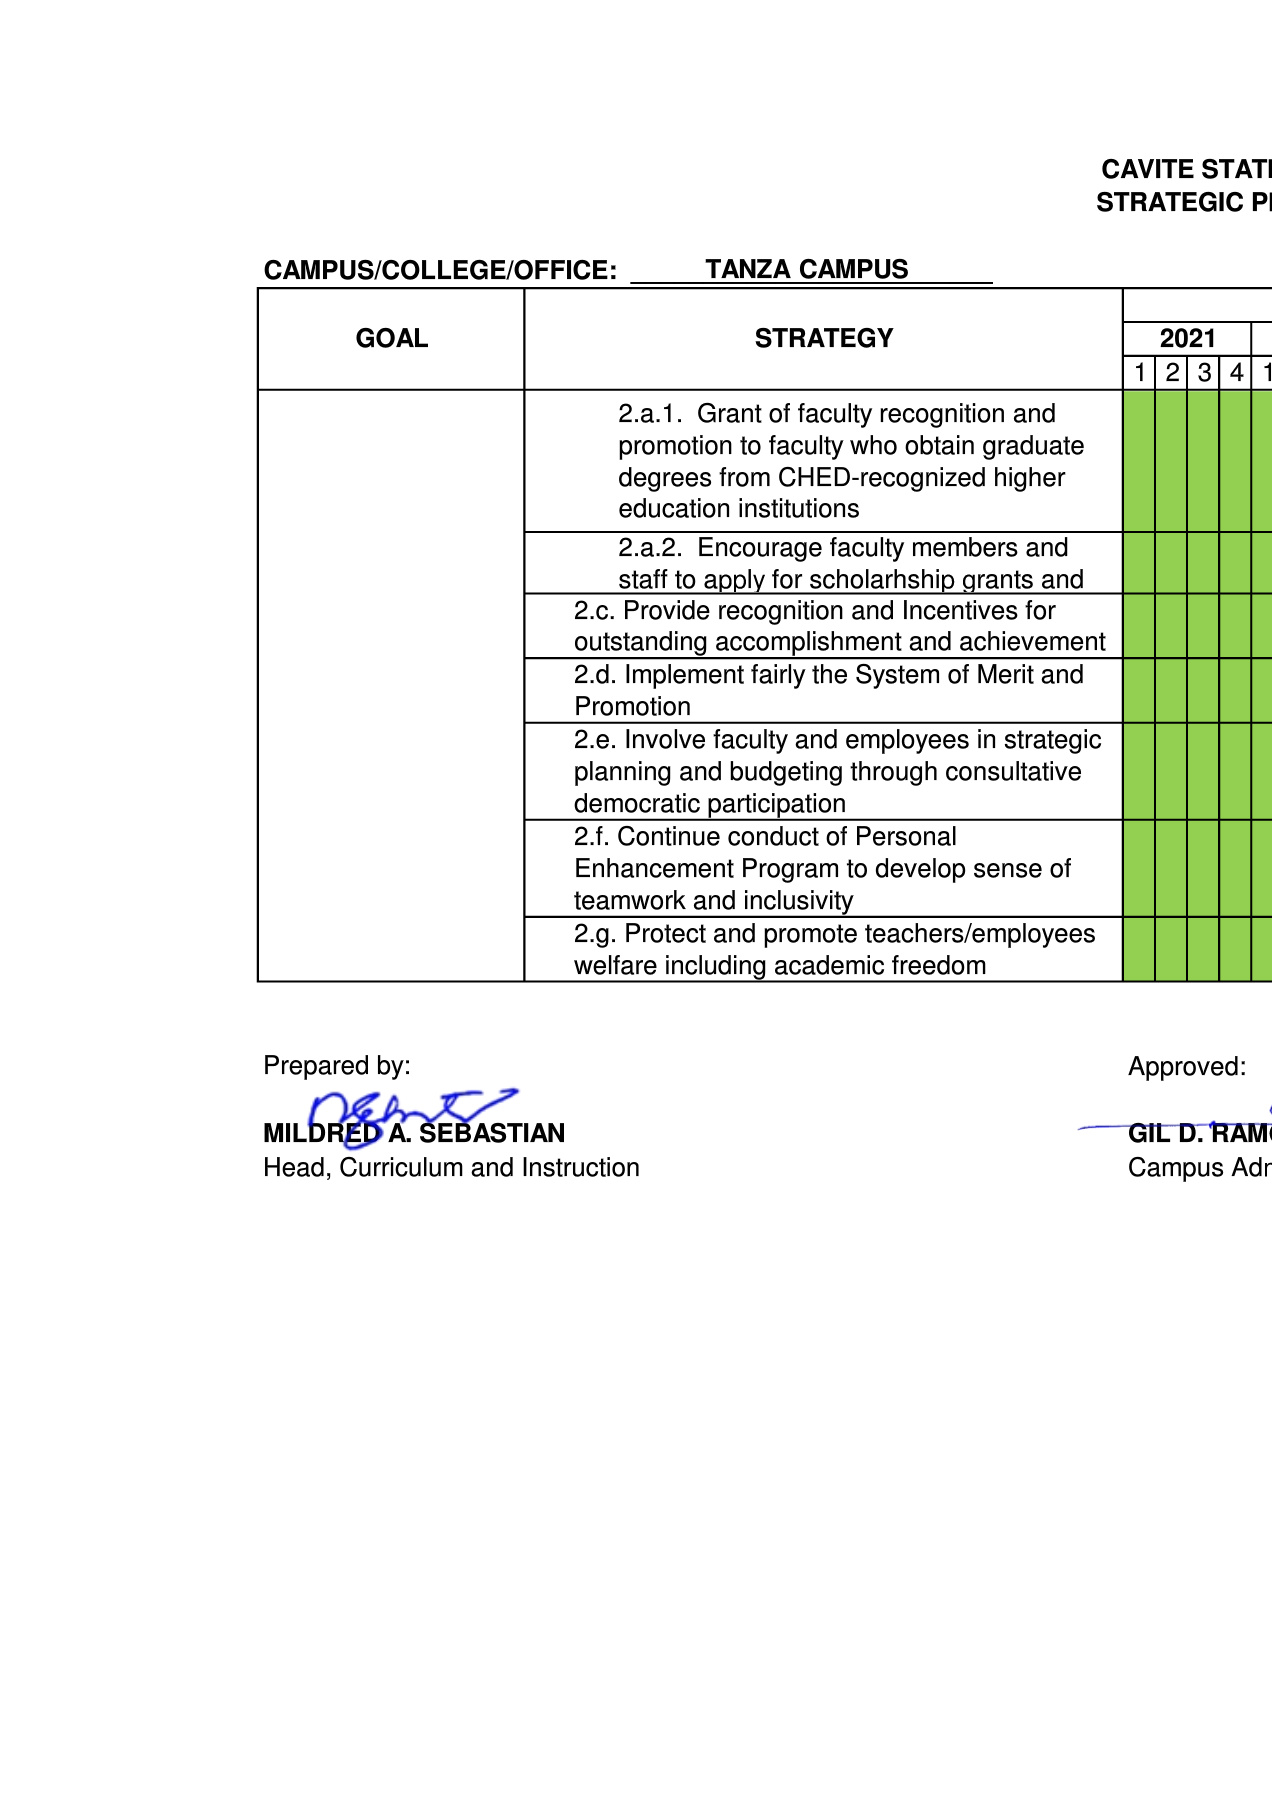 CAVITE STAT
STRATEGIC P
CAMPUS/COLLEGE/OFFICE: TANZA CAMPUS
GOAL STRATEGY
2021
1 2 3 4 1
2.a.1. Grant of faculty recognition and
promotion to faculty who obtain graduate
degrees from CHED-recognized higher
education institutions
2.a.2. Encourage faculty members and
staff to apply for scholarhship grants and
2.c. Provide recognition and Incentives for
outstanding accomplishment and achievement
2.d. Implement fairly the System of Merit and
Promotion
2.e. Involve faculty and employees in strategic
planning and budgeting through consultative
democratic participation
2.f. Continue conduct of Personal
Enhancement Program to develop sense of
teamwork and inclusivity
2.g. Protect and promote teachers/employees
welfare including academic freedom
Prepared by: Approved:
MILDRED A. SEBASTIAN GIL D. RAM
Head, Curriculum and Instruction Campus Ad